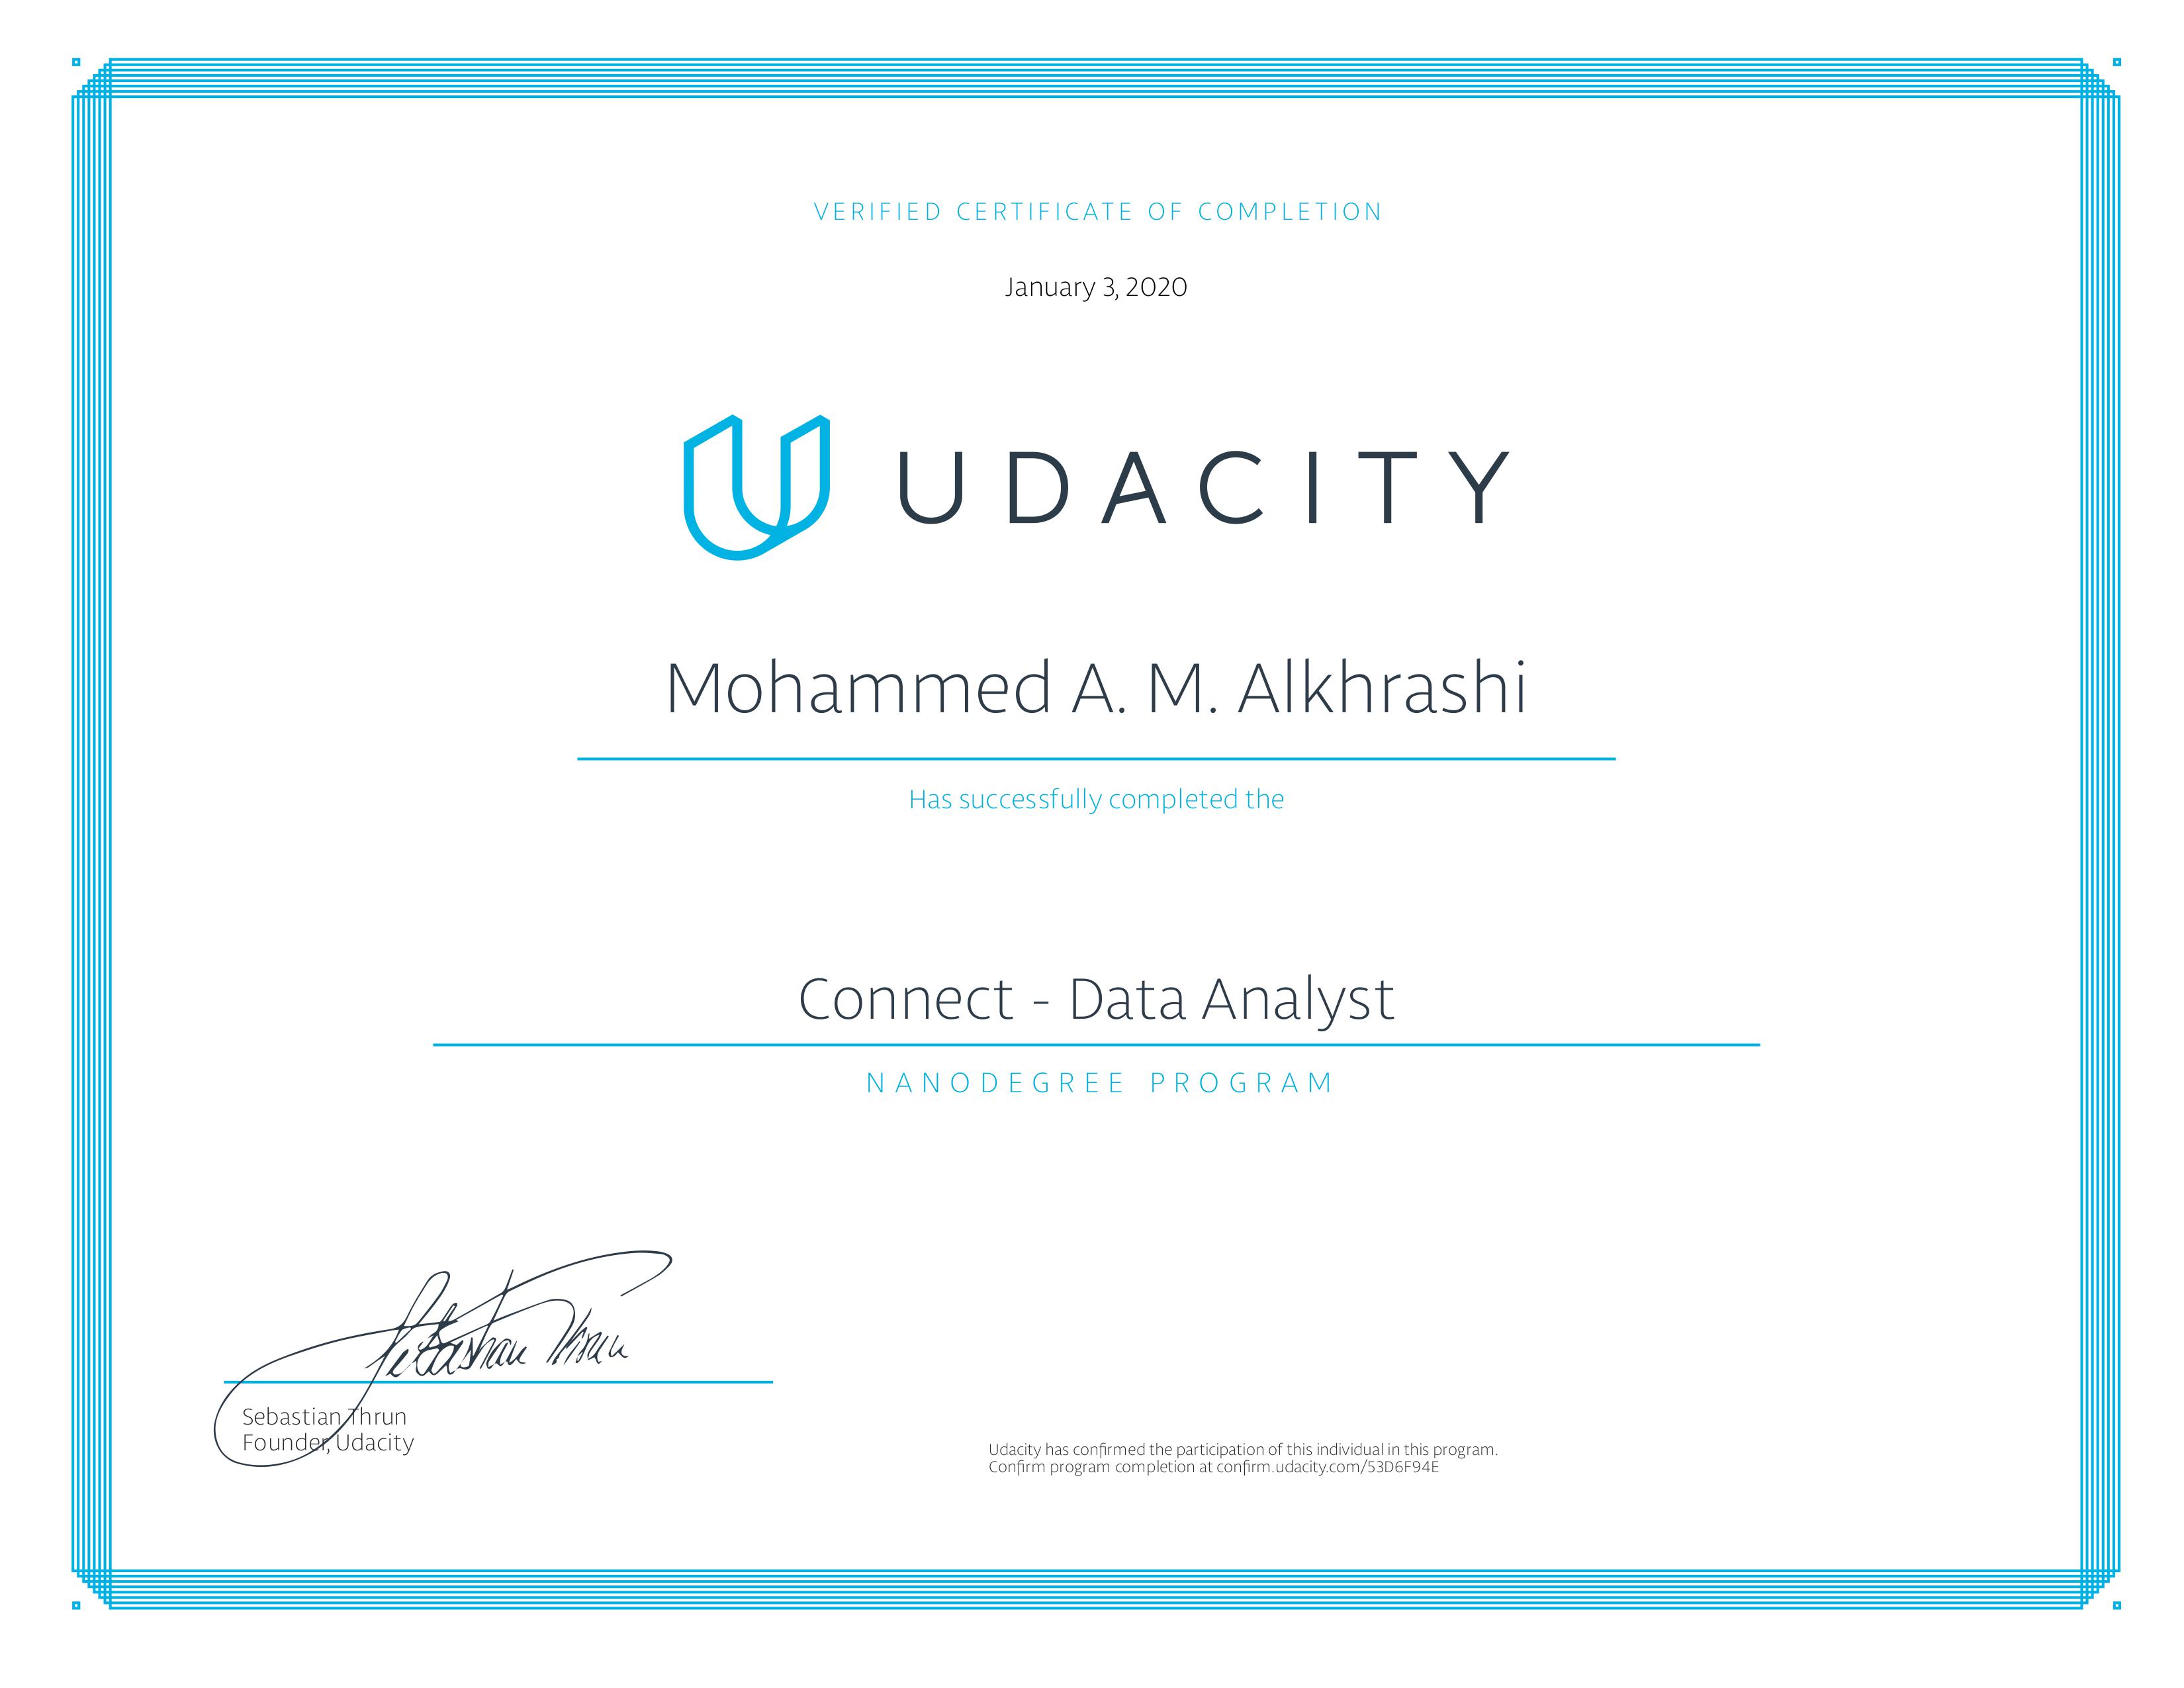 VERIFIED CERTIFICATE OF COMPLETION
January 3, 2020
UDACITY
Mohammed A. M. Alkhrashi
Has successfully completed the
Connect - Data Analyst
NANODEGREE PROGRAM
Sebastian Thrun
Sebastian Thrun
Founder, Udacity
Udacity has confirmed the participation of this individual in this program.
Confirm program completion at confirm.udacity.com/53D6F94E